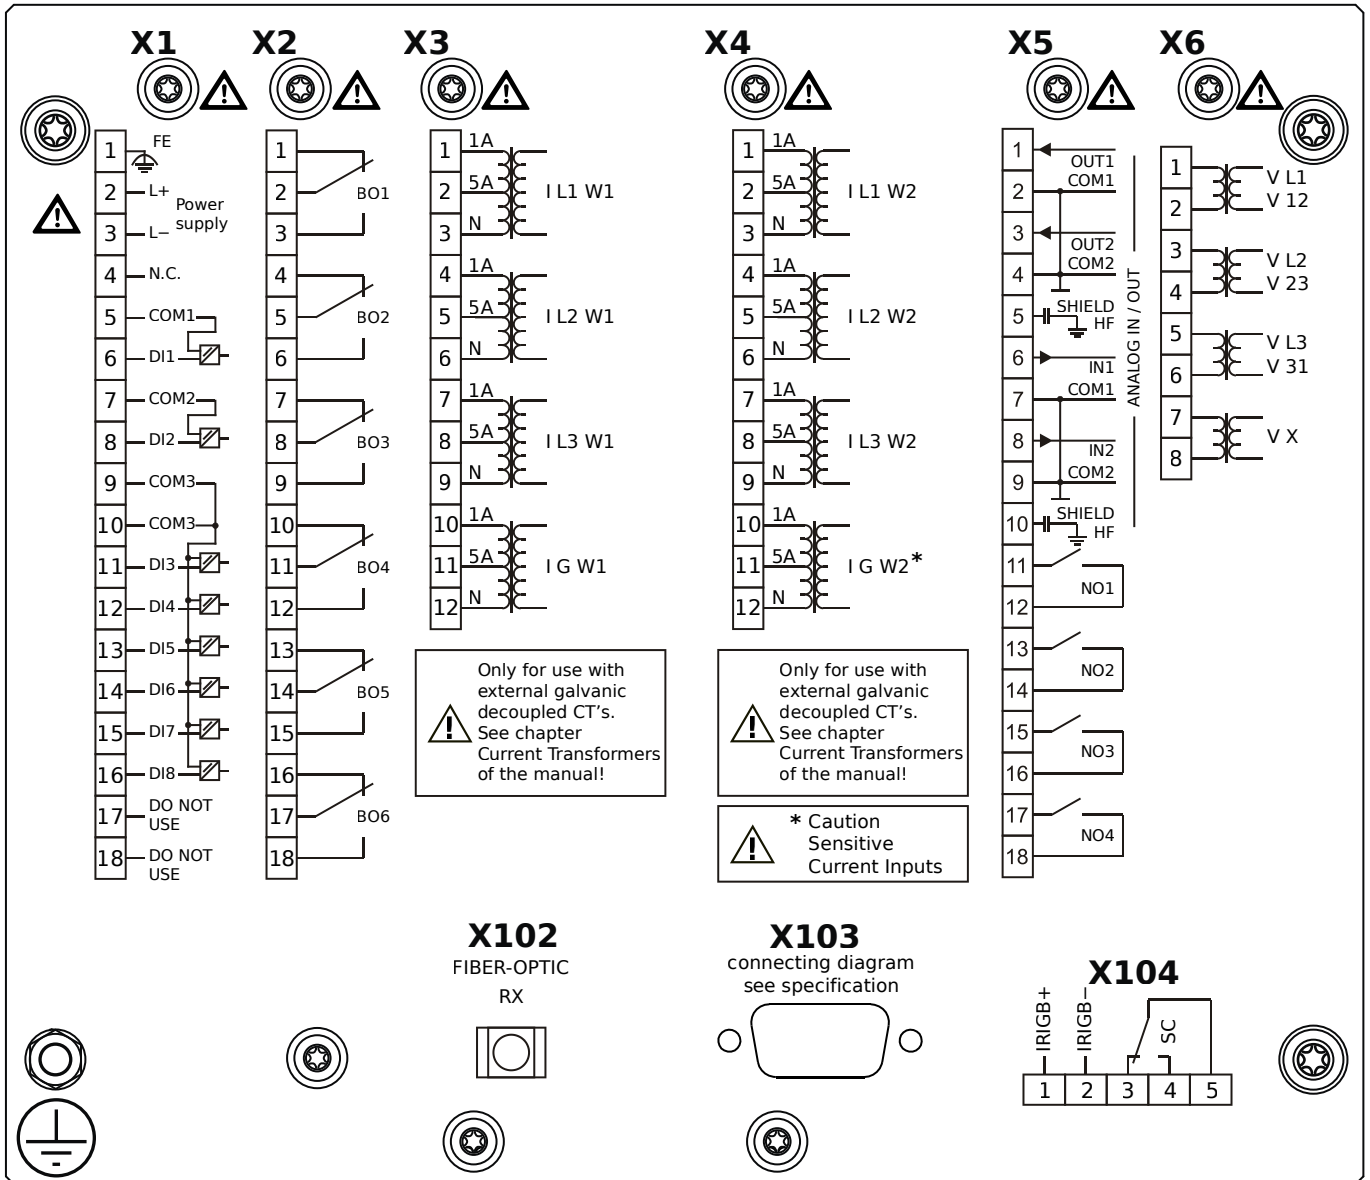 X1
X2
X3
X4
X5
X6
1
FE
2
L+
Power
supply
3
L−
4
N.C.
5
COM1
6
DI1
7
COM2
8
DI2
9
COM3
10
COM3
11
DI3
12
DI4
13
DI5
14
DI6
15
DI7
16
DI8
17
DO NOT
USE
18
DO NOT
USE
1
2
BO1
3
4
5
BO2
6
7
8
BO3
9
10
11
BO4
12
13
14
BO5
15
16
17
BO6
18
1
1A
2
5A
I L1 W1
3
N
4
1A
5
5A
I L2 W1
6
N
7
1A
8
5A
I L3 W1
9
N
10
1A
11
5A
I G W1
12
N
Only for use with
external galvanic
decoupled CT’s.
See chapter
Current Transformers
of the manual!
1
1A
2
5A
I L1 W2
3
N
4
1A
5
5A
I L2 W2
6
N
7
1A
8
5A
I L3 W2
9
N
10
1A
11
5A
I G W2*
12
N
Only for use with
external galvanic
decoupled CT’s.
See chapter
Current Transformers
of the manual!
* Caution
Sensitive
Current Inputs
1
OUT1
2
COM1
3
OUT2
4
COM2
5
SHIELD
HF
6
IN1
7
COM1
8
IN2
9
COM2
10
SHIELD
HF
ANALOG IN / OUT
11
NO1
12
13
NO2
14
15
NO3
16
17
NO4
18
1
V L1
2
V 12
3
V L2
4
V 23
5
V L3
6
V 31
7
V X
8
X102
FIBER-OPTIC
RX
X103
connecting diagram
see specification
X104
IRIGB+
IRIGB−
SC
1 2 3 4 5